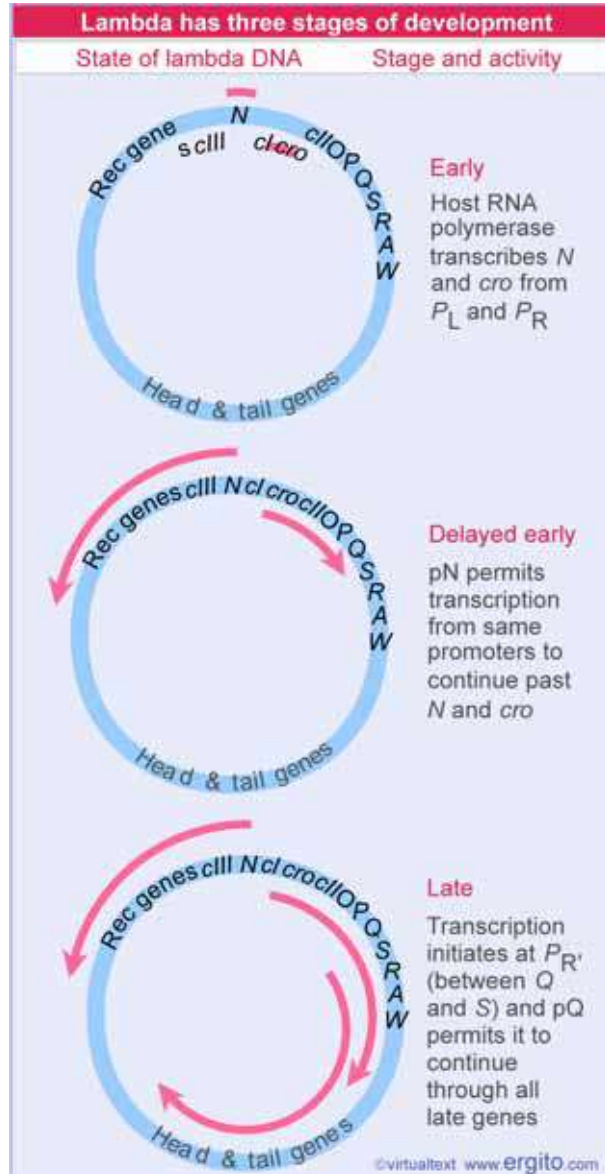 Lambda has three stages of development
State of lambda DNA Stage and activity
Rec gene s cIII N cI cro cII O P Q S R A W
Head & tail genes
Early
Host RNA
polymerase
transcribes N
and cro from
PL and PR
Rec genes cIII N cI cro cII O P Q S R A W
Head & tail genes
Delayed early
pN permits
transcription
from same
promoters to
continue past
N and cro
Rec genes cIII N cI cro cII O P Q S R A W
Head & tail genes
Late
Transcription
initiates at PR'
(between Q
and S) and pQ
permits it to
continue
through all
late genes
©virtualtext www.ergito.com